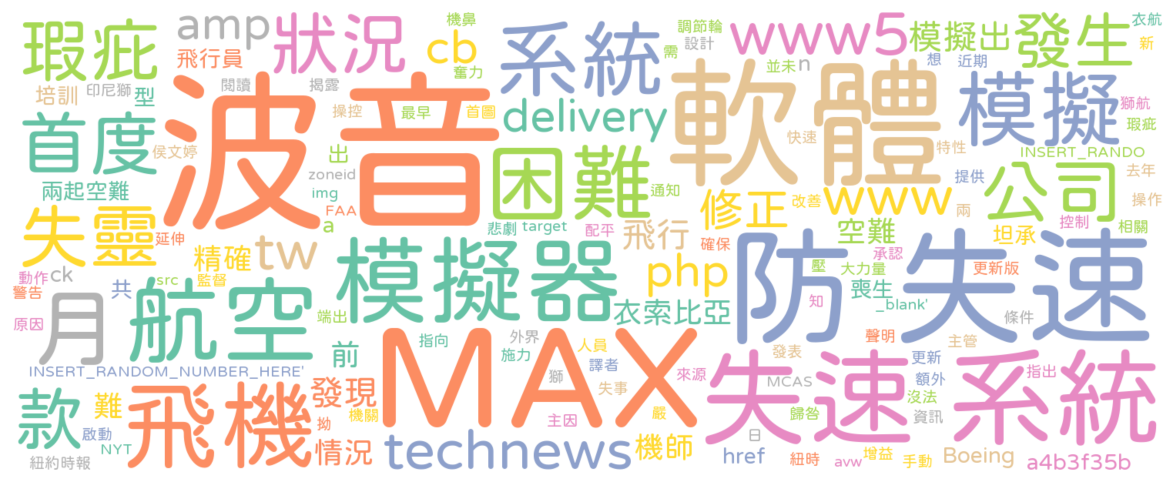 瑕疵 amp 狀況 cb 機鼻 奮力 系統 調節輪 設計 www5 模擬出 發生 衣航 新
飛行員 需 並未 n 想 近期
培訓 印尼獅 型 閱讀 揭露 軟體 模擬 獅航 瑕疵
首度 波音 操控 最早 首圖 delivery 快速 特性 INSERT_RANDO
侯文婷 出 zoneid 困難 通知 提供 公司 去年
兩起空難 img 修正 改善 www 兩 操作
失靈 延伸 FAA a 悲劇 target 配平 飛行 確保 空難 坦承 控制 相關
動作 ck 精確 監督 tw 模擬器 php 防失速 承認 壓 大力量 更新版
警告 月 共 src 衣索比亞 知 喪生 _blank'
原因 航空 端出 聲明 條件
INSERT_RANDOM_NUMBER_HERE' 前 MAX 指向 外界 施力 人員 譯者 發表 更新 主管
款 難 飛機 發現 獅 失事 來源 失速 MCAS 額外 系統 指出
啟動 拗 機關 主因 嚴 歸咎 沒法 資訊
NYT 情況 technews 機師 href 日 紐時 avw 增益 手動 Boeing a4b3f35b
紐約時報